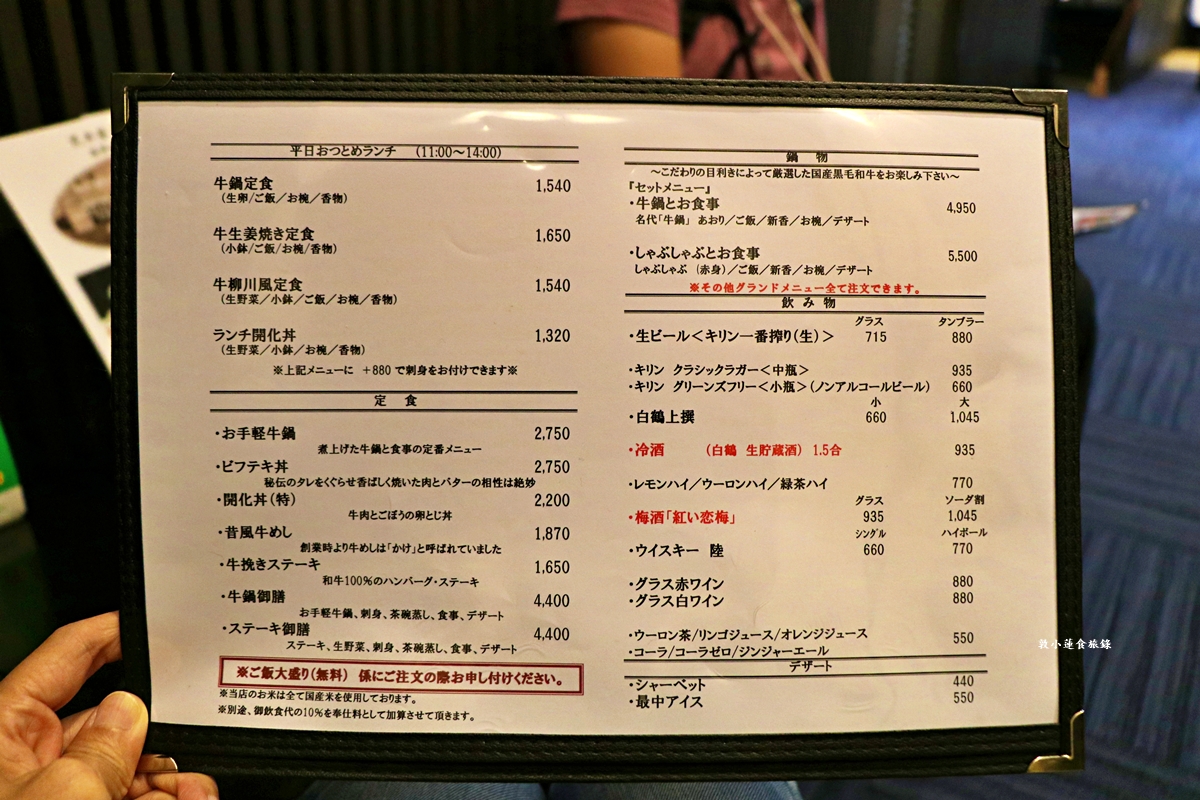 平日おつとめランチ (11:00～14:00)
牛鍋定食 1,540
(生卵/ご飯/お椀/香物)
牛生姜焼き定食 1,650
(小鉢/ご飯/お椀/香物)
牛柳川風定食 1,540
(生野菜/小鉢/ご飯/お椀/香物)
ランチ開化丼 1,320
(生野菜/小鉢/お椀/香物)
※上記メニューに +880 で刺身をお付けできます※
定 食
・お手軽牛鍋 2,750
煮上げた牛鍋と食事の定番メニュー
・ビフテキ丼 2,750
秘伝のタレをくぐらせ香ばしく焼いた肉とバターの相性は絶妙
・開化丼(特) 2,200
牛肉とごぼうの卵とじ丼
・昔風牛めし 1,870
創業時より牛めしは「かけ」と呼ばれていました
・牛挽きステーキ 1,650
和牛100%のハンバーグ・ステーキ
・牛鍋御膳 4,400
お手軽牛鍋、刺身、茶碗蒸し、食事、デザート
・ステーキ御膳 4,400
ステーキ、生野菜、刺身、茶碗蒸し、食事、デザート
※ご飯大盛り(無料) 係にご注文の際お申し付けください。
※当店のお米は全て国産米を使用しております。
※別途、御飲食代の10%を奉仕料として加算させて頂きます。
鍋 物
～こだわりの目利きによって厳選した国産黒毛和牛をお楽しみ下さい～
『セットメニュー』
・牛鍋とお食事 4,950
名代「牛鍋」 あおり/ご飯/新香/お椀/デザート
・しゃぶしゃぶとお食事 5,500
しゃぶしゃぶ (赤身)/ご飯/新香/お椀/デザート
※その他グランドメニュー全て注文できます。
飲 み 物
グラス タンブラー
・生ビール＜キリン一番搾り(生)＞ 715 880
・キリン クラシックラガー＜中瓶＞ 935
・キリン グリーンズフリー＜小瓶＞(ノンアルコールビール) 660
小 大
・白鶴上撰 660 1,045
・冷酒 (白鶴 生貯蔵酒) 1.5合 935
・レモンハイ/ウーロンハイ/緑茶ハイ 770
グラス ソーダ割
・梅酒「紅い恋梅」 935 1,045
シングル ハイボール
・ウイスキー 陸 660 770
・グラス赤ワイン 880
・グラス白ワイン 880
・ウーロン茶/リンゴジュース/オレンジジュース 550
・コーラ/コーラゼロ/ジンジャーエール
デザート
・シャーベット 440
・最中アイス 550
敦小蓮食旅錄